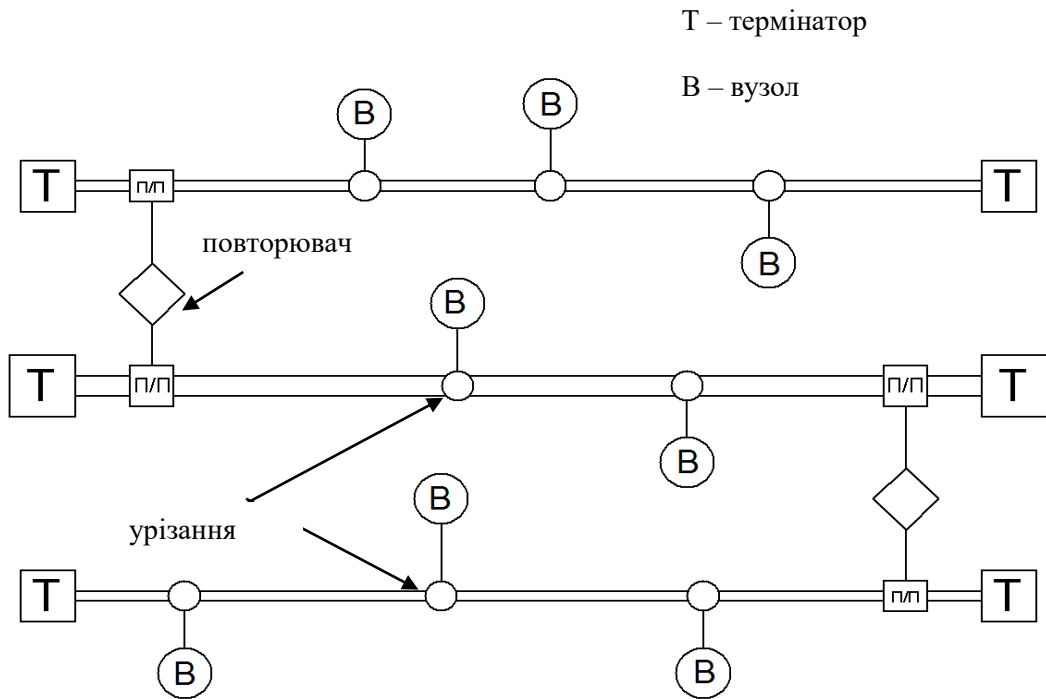 Т – термінатор
В – вузол
В
В
Т
П/П
Т
В
повторювач
В
Т
П/П
П/П
Т
В
В
урізання
Т
П/П
Т
В
В